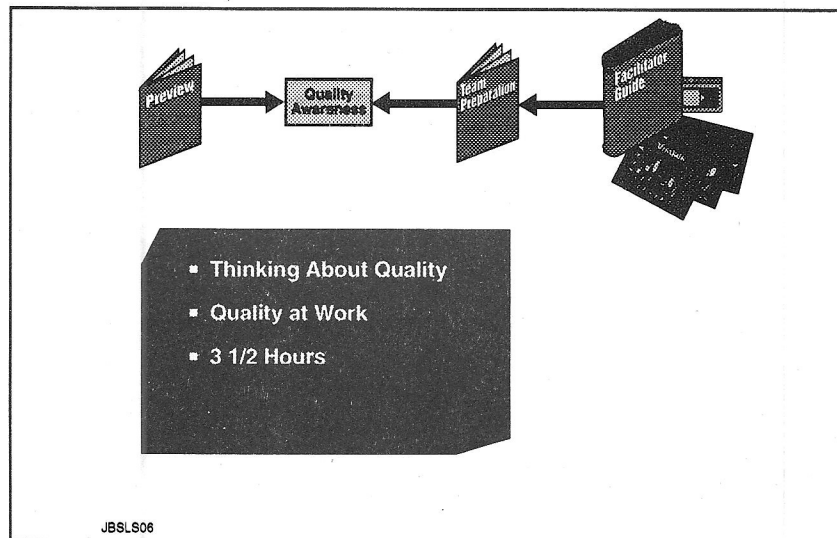 Preview
Quality
Awareness
Team
Preparation
Facilitator
Guide
▪ Thinking About Quality
▪ Quality at Work
▪ 3 1/2 Hours
JBSLS06